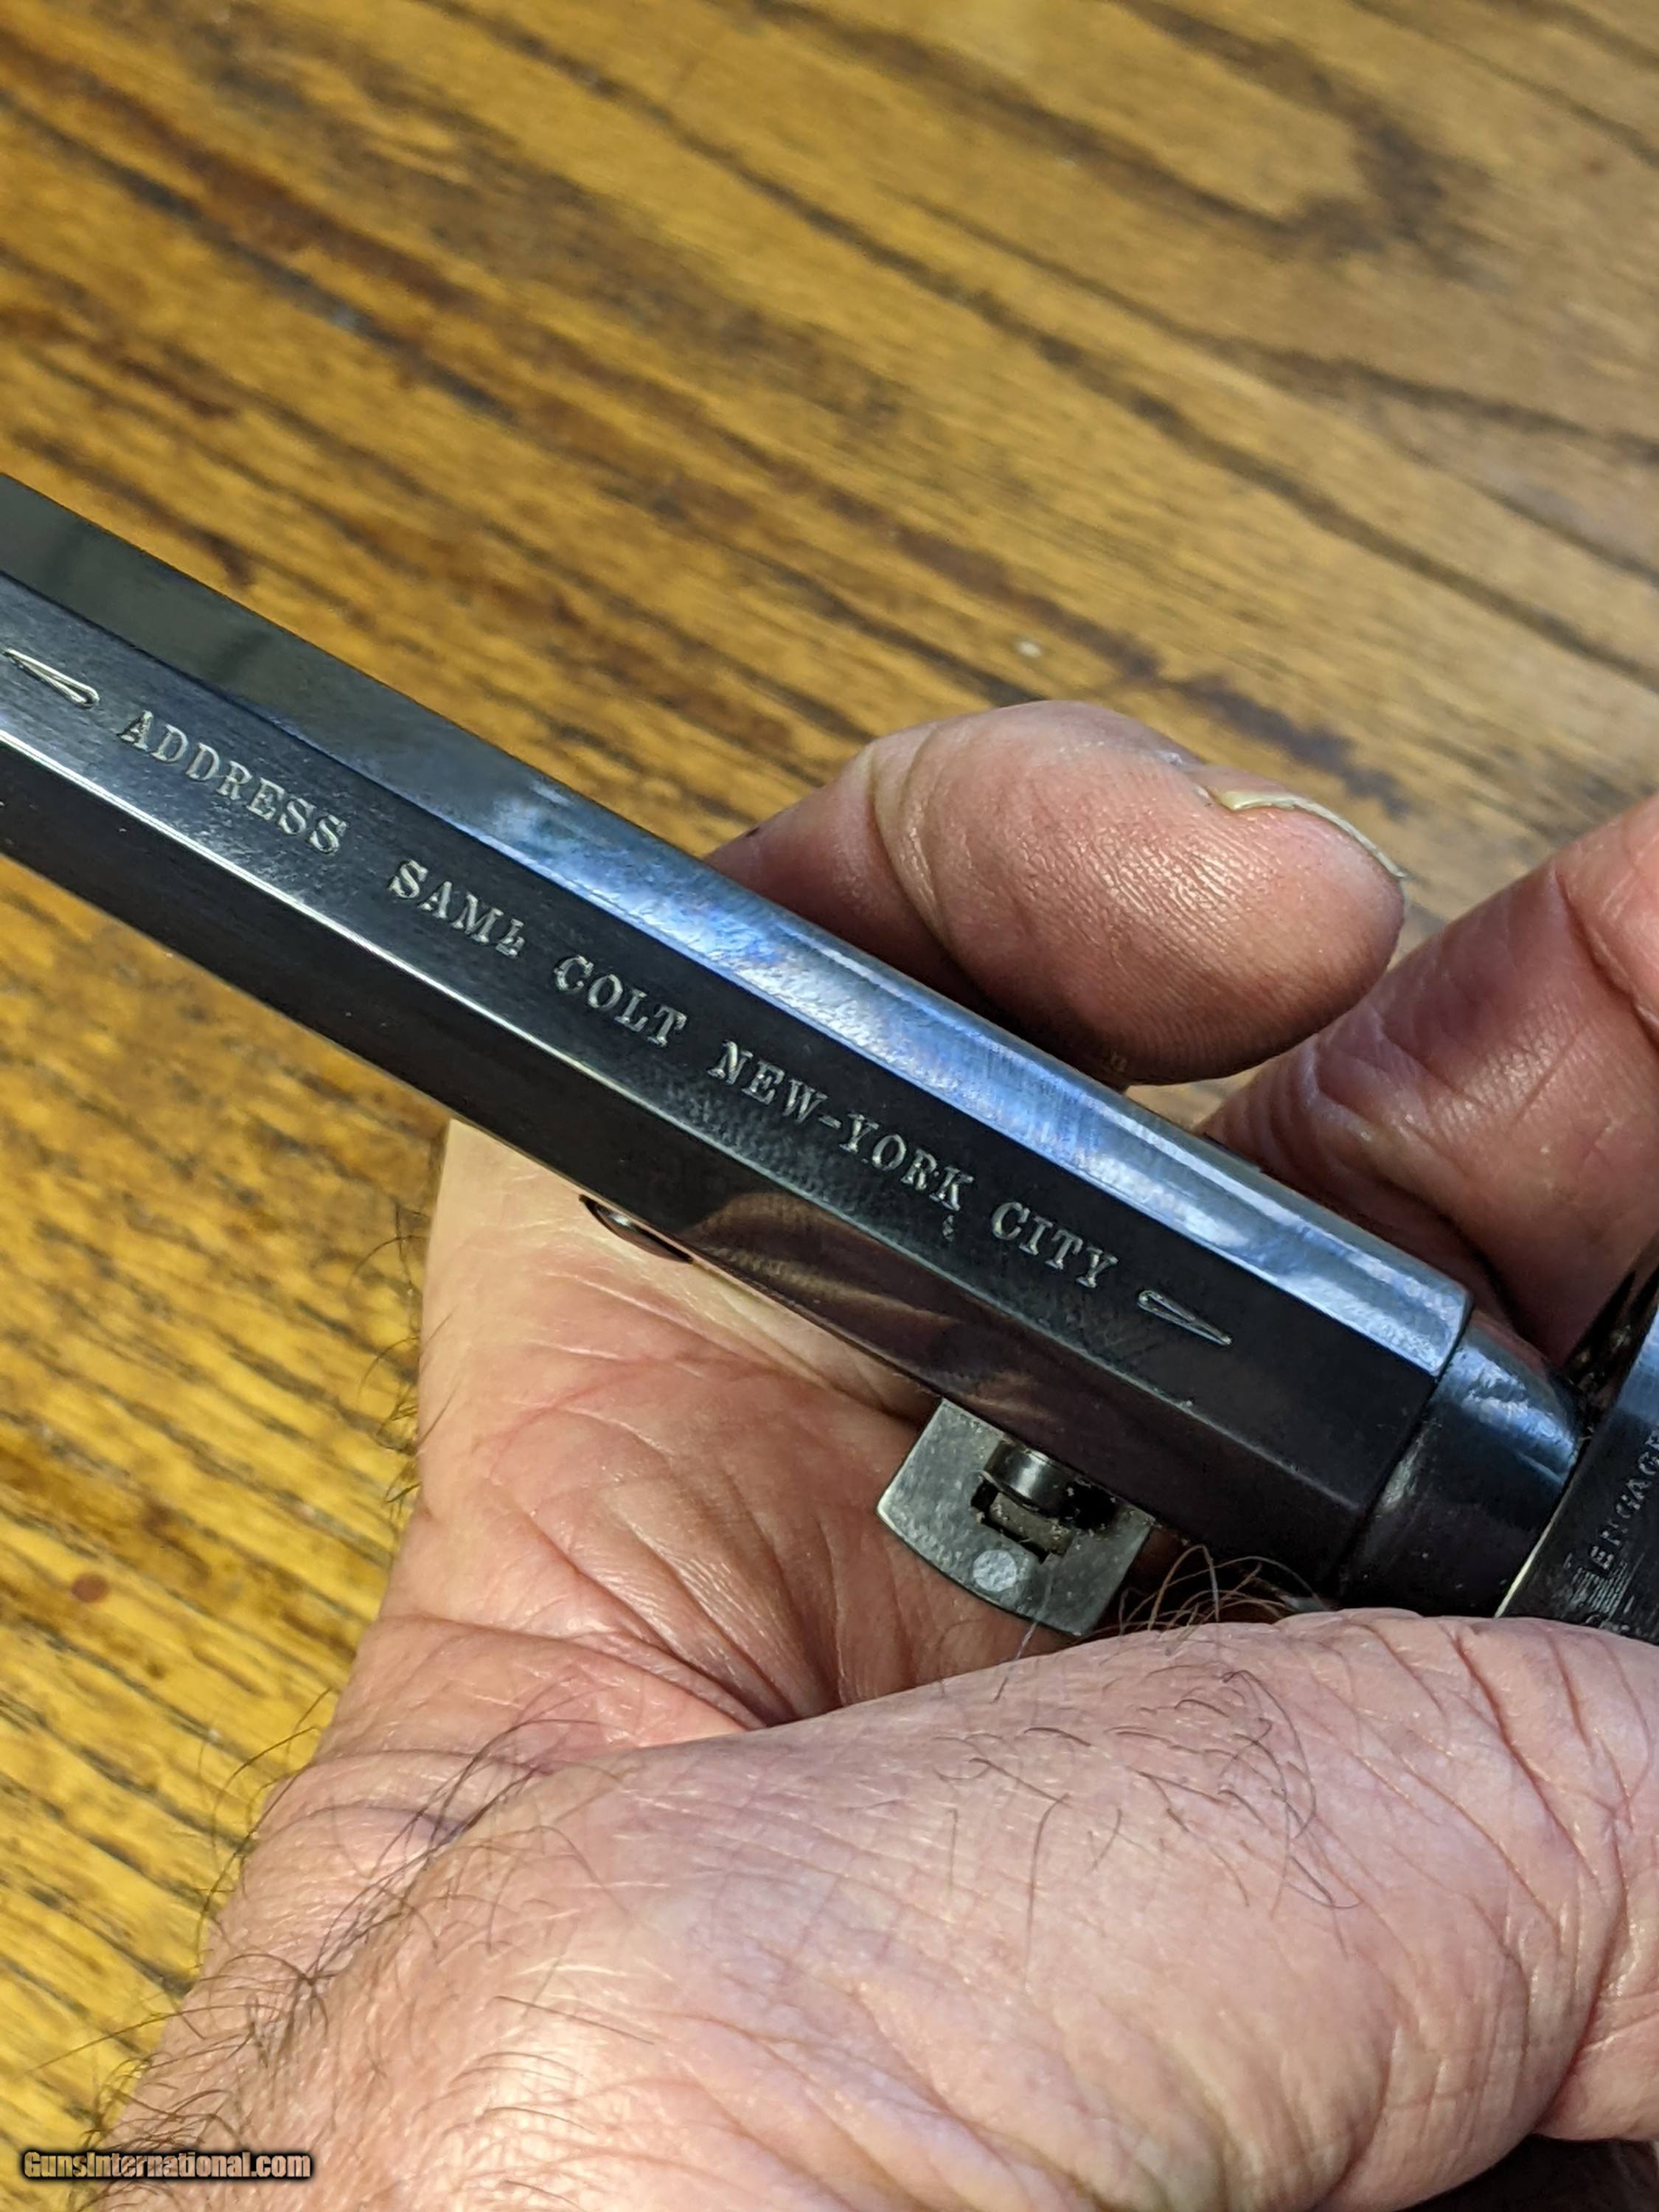 ADDRESS SAML COLT NEW-YORK CITY
GunsInternational.com